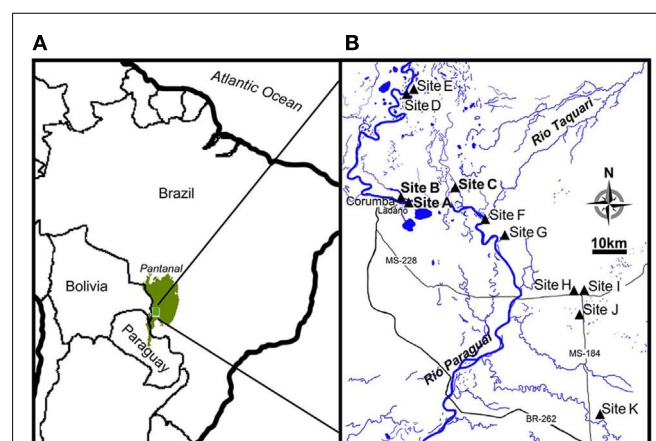 A
B
Atlantic Ocean
Brazil
Bolivia
Pantanal
Paraguay
Site E
Site D
Rio Taquari
Site C
Site B
Corumba
Site A
Ladário
Site F
Site G
N
10km
MS-228
Site H
Site I
Site J
Rio Paraguai
MS-184
Site K
BR-262